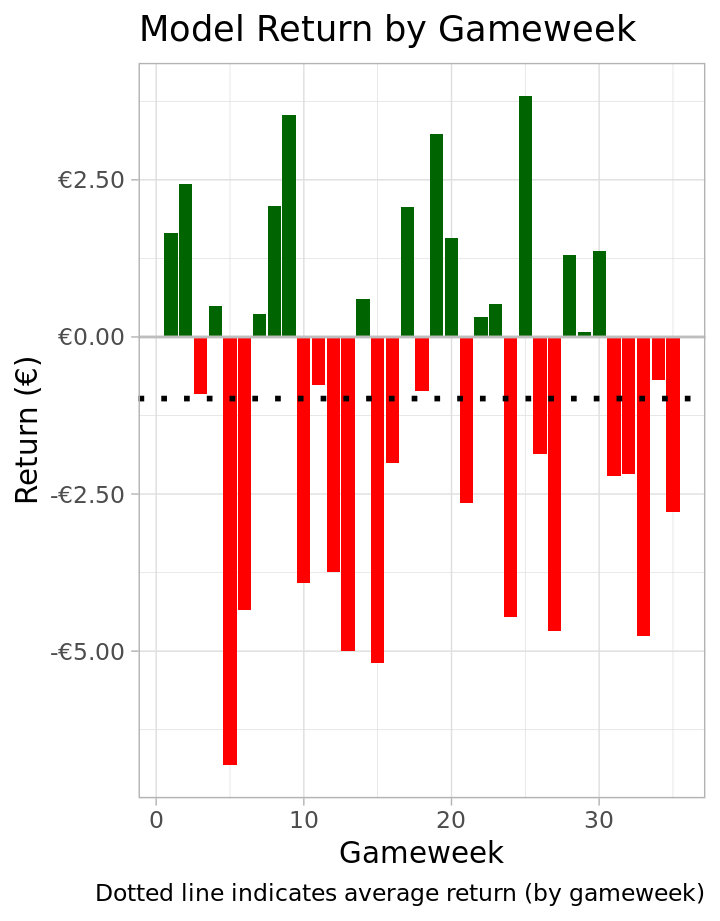 Model Return by Gameweek
€2.50
€0.00
-€2.50
-€5.00
Return (€)
0 10 20 30
Gameweek
Dotted line indicates average return (by gameweek)